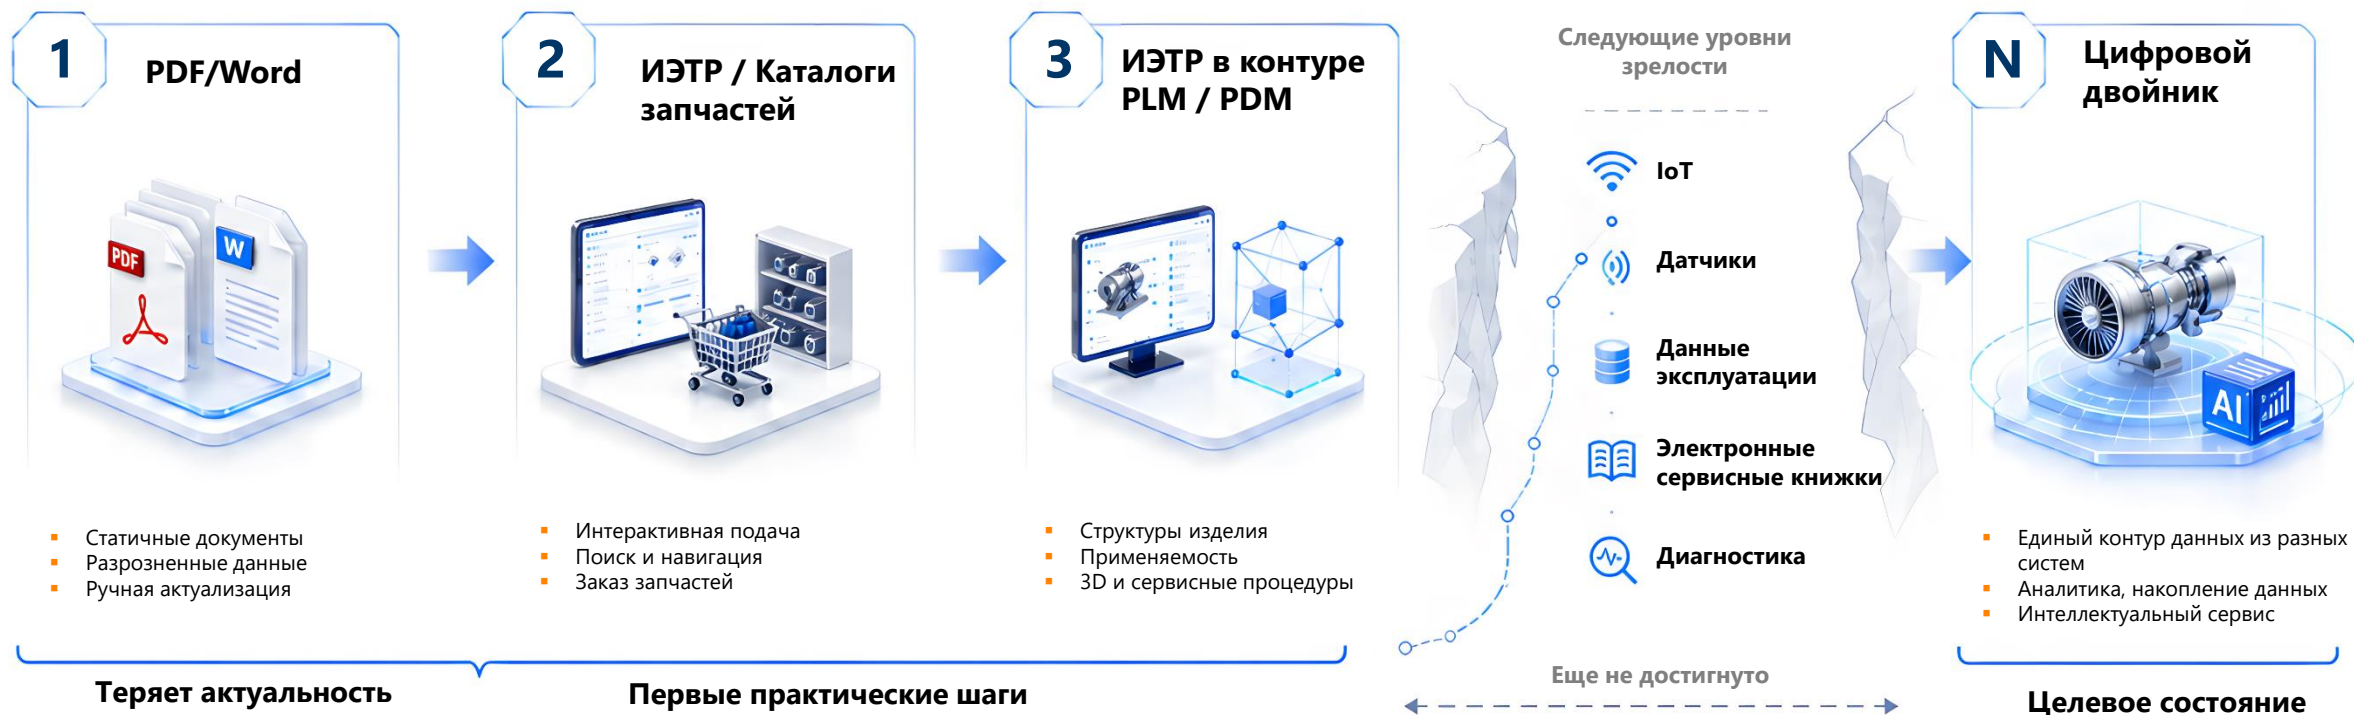 1
PDF/Word
PDF
W
▪ Статичные документы
▪ Разрозненные данные
▪ Ручная актуализация
2
ИЭТР / Каталоги
запчастей
▪ Интерактивная подача
▪ Поиск и навигация
▪ Заказ запчастей
3
ИЭТР в контуре
PLM / PDM
▪ Структуры изделия
▪ Применяемость
▪ 3D и сервисные процедуры
Следующие уровни
зрелости
IoT
Датчики
Данные
эксплуатации
Электронные
сервисные книжки
Диагностика
N
Цифровой
двойник
AI
▪ Единый контур данных из разных
систем
▪ Аналитика, накопление данных
▪ Интеллектуальный сервис
Теряет актуальность
Первые практические шаги
Еще не достигнуто
Целевое состояние